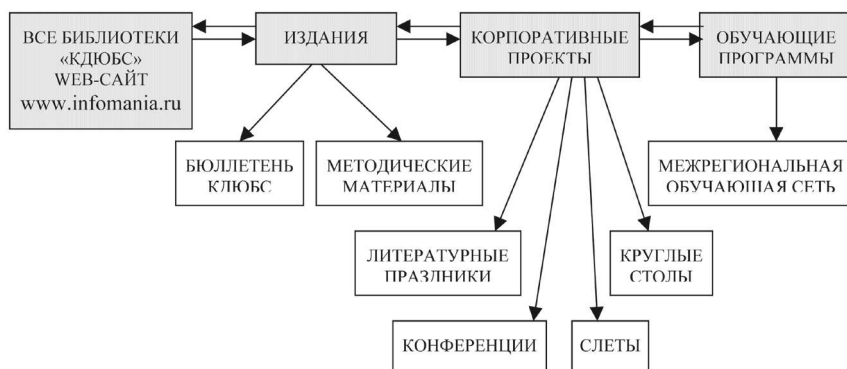 ВСЕ БИБЛИОТЕКИ
«КДЮБС»
WEB-САЙТ
www.infomania.ru
ИЗДАНИЯ
КОРПОРАТИВНЫЕ
ПРОЕКТЫ
ОБУЧАЮЩИЕ
ПРОГРАММЫ
БЮЛЛЕТЕНЬ
КДЮБС
МЕТОДИЧЕСКИЕ
МАТЕРИАЛЫ
МЕЖРЕГИОНАЛЬНАЯ
ОБУЧАЮЩАЯ СЕТЬ
ЛИТЕРАТУРНЫЕ
ПРАЗДНИКИ
КРУГЛЫЕ
СТОЛЫ
КОНФЕРЕНЦИИ
СЛЕТЫ